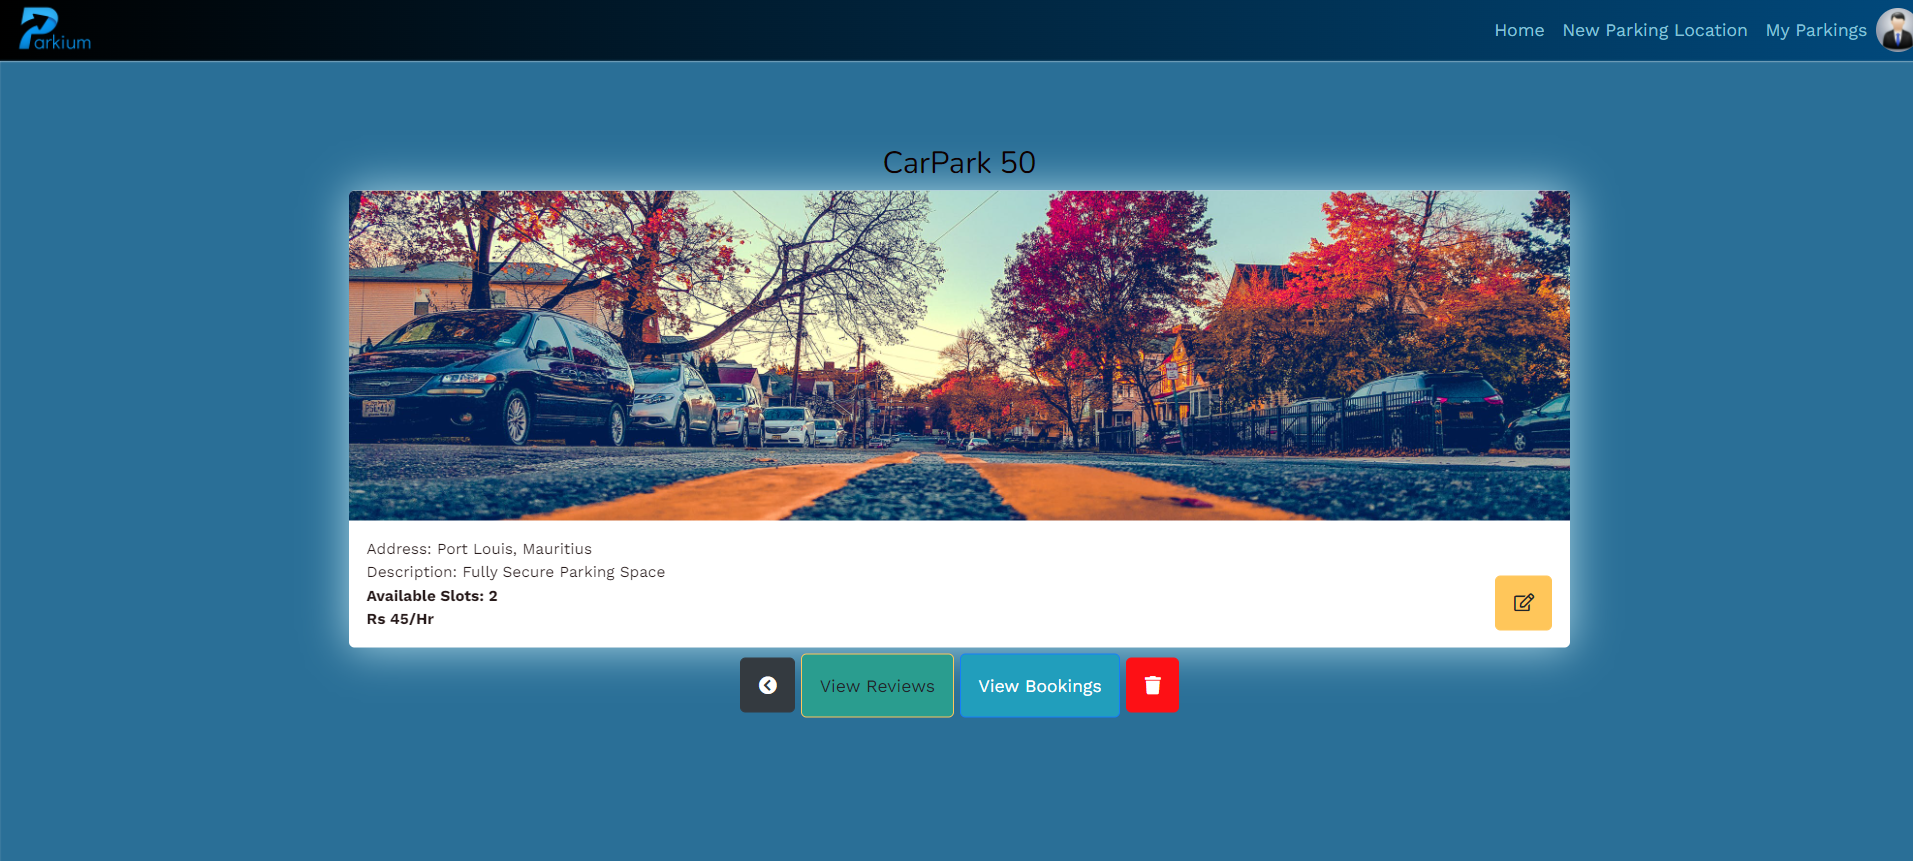 Parkium
Home New Parking Location My Parkings
CarPark 50
Address: Port Louis, Mauritius
Description: Fully Secure Parking Space
Available Slots: 2
Rs 45/Hr
View Reviews View Bookings